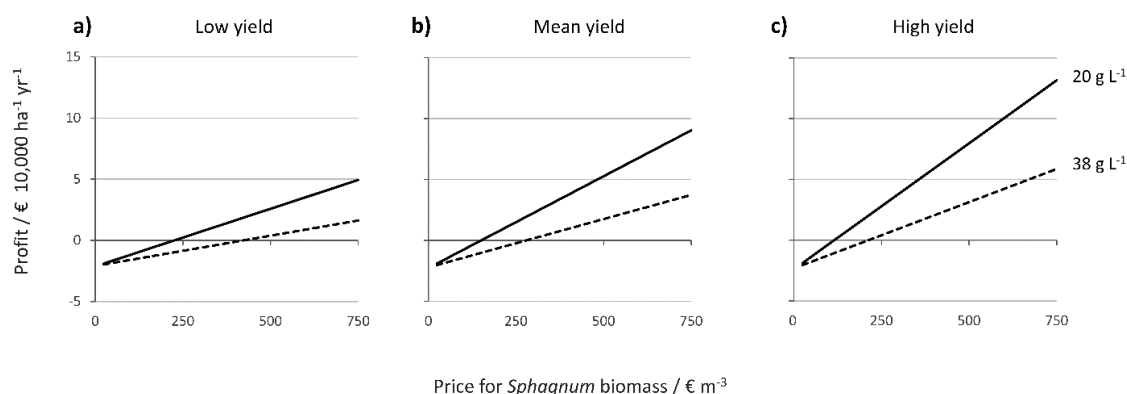 a) Low yield
b) Mean yield
c) High yield
Profit / € 10,000 ha⁻¹ yr⁻¹
15
10
5
0
-5
0 250 500 750
0 250 500 750
0 250 500 750
20 g L⁻¹
38 g L⁻¹
Price for Sphagnum biomass / € m⁻³